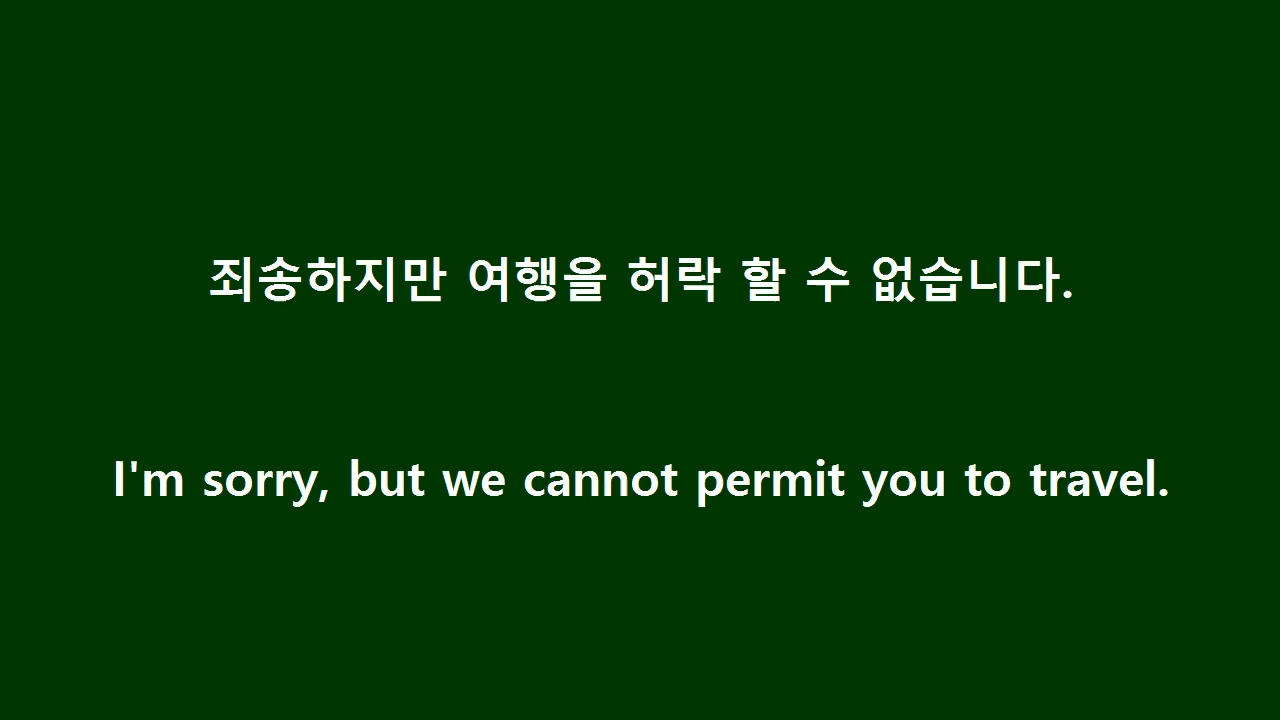 죄송하지만 여행을 허락 할 수 없습니다.
I'm sorry, but we cannot permit you to travel.